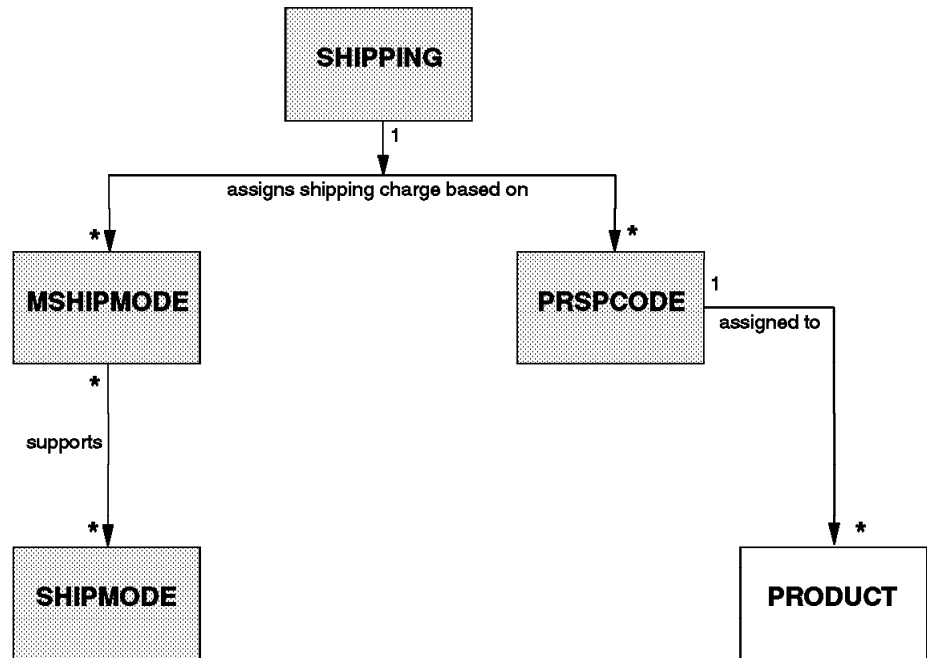 SHIPPING
1
assigns shipping charge based on
*
*
MSHIPMODE
PRSPCODE
1
assigned to
*
supports
*
*
SHIPMODE
PRODUCT